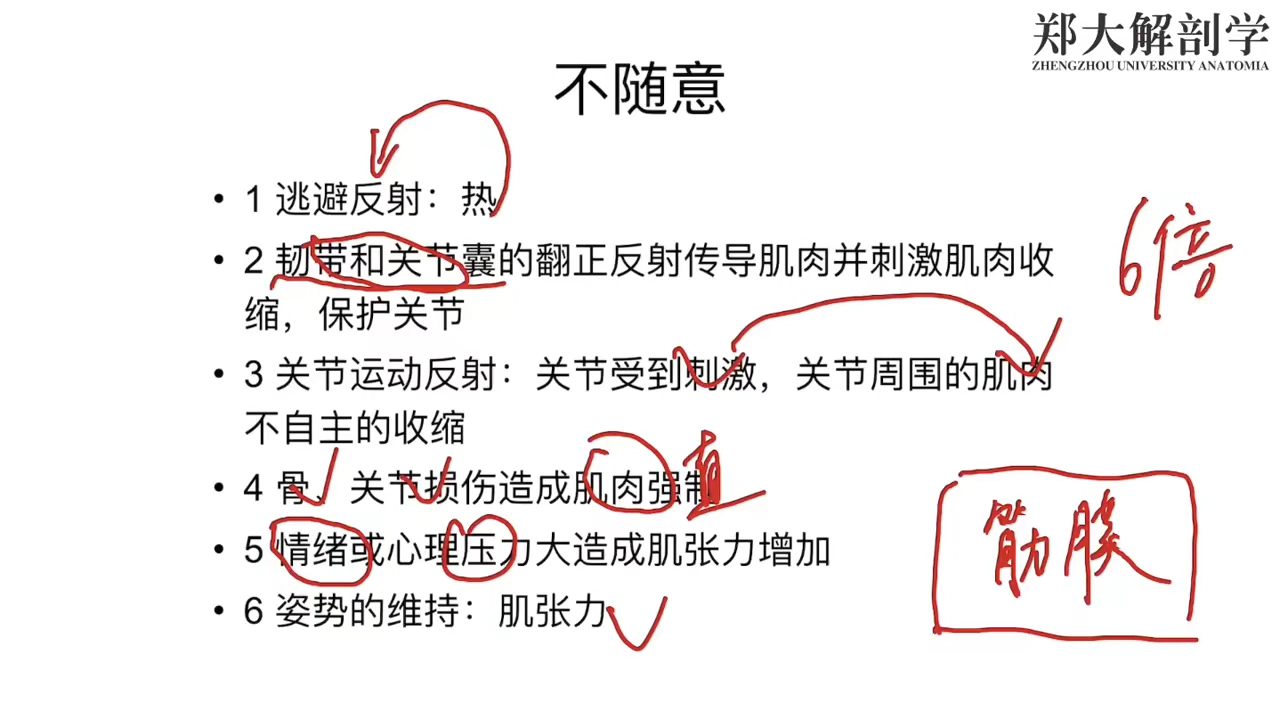 郑大解剖学
ZHENGZHOU UNIVERSITY ANATOMIA
不随意
• 1 逃避反射：热
• 2 韧带和关节囊的翻正反射传导肌肉并刺激肌肉收
缩，保护关节
6倍
• 3 关节运动反射：关节受到刺激，关节周围的肌肉
不自主的收缩
• 4 骨、关节损伤造成肌肉强制
直
• 5 情绪或心理压力大造成肌张力增加
筋膜
• 6 姿势的维持：肌张力